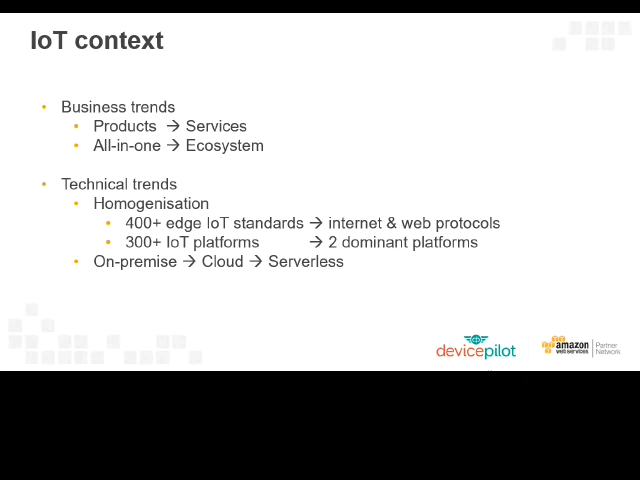 IoT context
• Business trends
• Products → Services
• All-in-one → Ecosystem
• Technical trends
• Homogenisation
• 400+ edge IoT standards → internet & web protocols
• 300+ IoT platforms → 2 dominant platforms
• On-premise → Cloud → Serverless
devicepilot
amazon
web services
Partner
Network